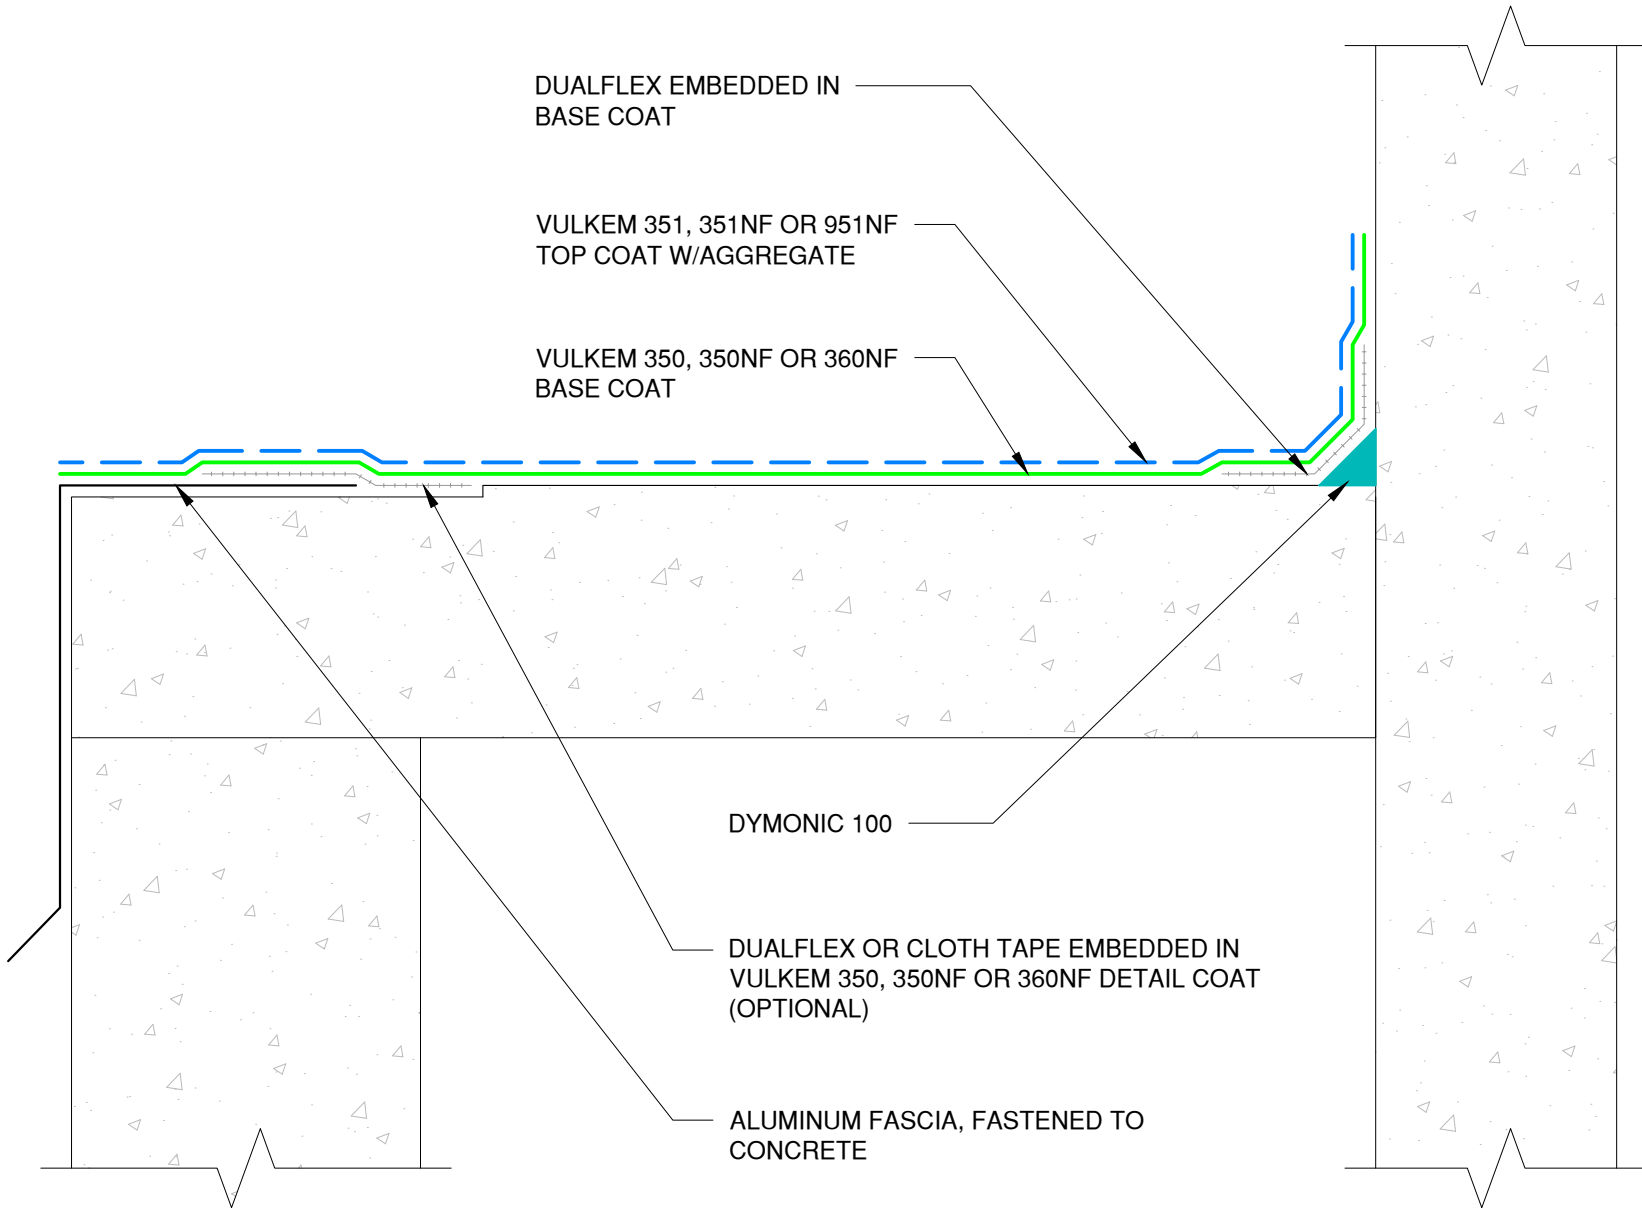 DUALFLEX EMBEDDED IN
BASE COAT
VULKEM 351, 351NF OR 951NF
TOP COAT W/AGGREGATE
VULKEM 350, 350NF OR 360NF
BASE COAT
DYMONIC 100
DUALFLEX OR CLOTH TAPE EMBEDDED IN
VULKEM 350, 350NF OR 360NF DETAIL COAT
(OPTIONAL)
ALUMINUM FASCIA, FASTENED TO
CONCRETE